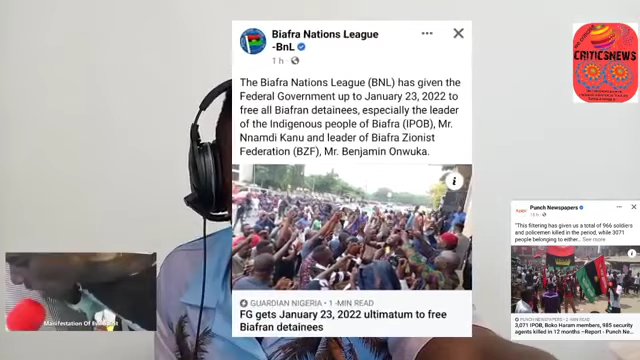 Biafra Nations League
-BnL
1 h
The Biafra Nations League (BNL) has given the
Federal Government up to January 23, 2022 to
free all Biafran detainees, especially the leader
of the Indigenous people of Biafra (IPOB), Mr.
Nnamdi Kanu and leader of Biafra Zionist
Federation (BZF), Mr. Benjamin Onwuka.
GUARDIAN NIGERIA • 1-MIN READ
FG gets January 23, 2022 ultimatum to free
Biafran detainees
CRITICSNEWS
Punch Newspapers
"This filtering has given us a total of 966 soldiers
and policemen killed in the period, while 3071
people belonging to either... See more
PUNCH NEWSPAPERS • 2-MIN READ
3,071 IPOB, Boko Haram members, 985 security
agents killed in 12 months –Report - Punch Ne...
Manifestation Of